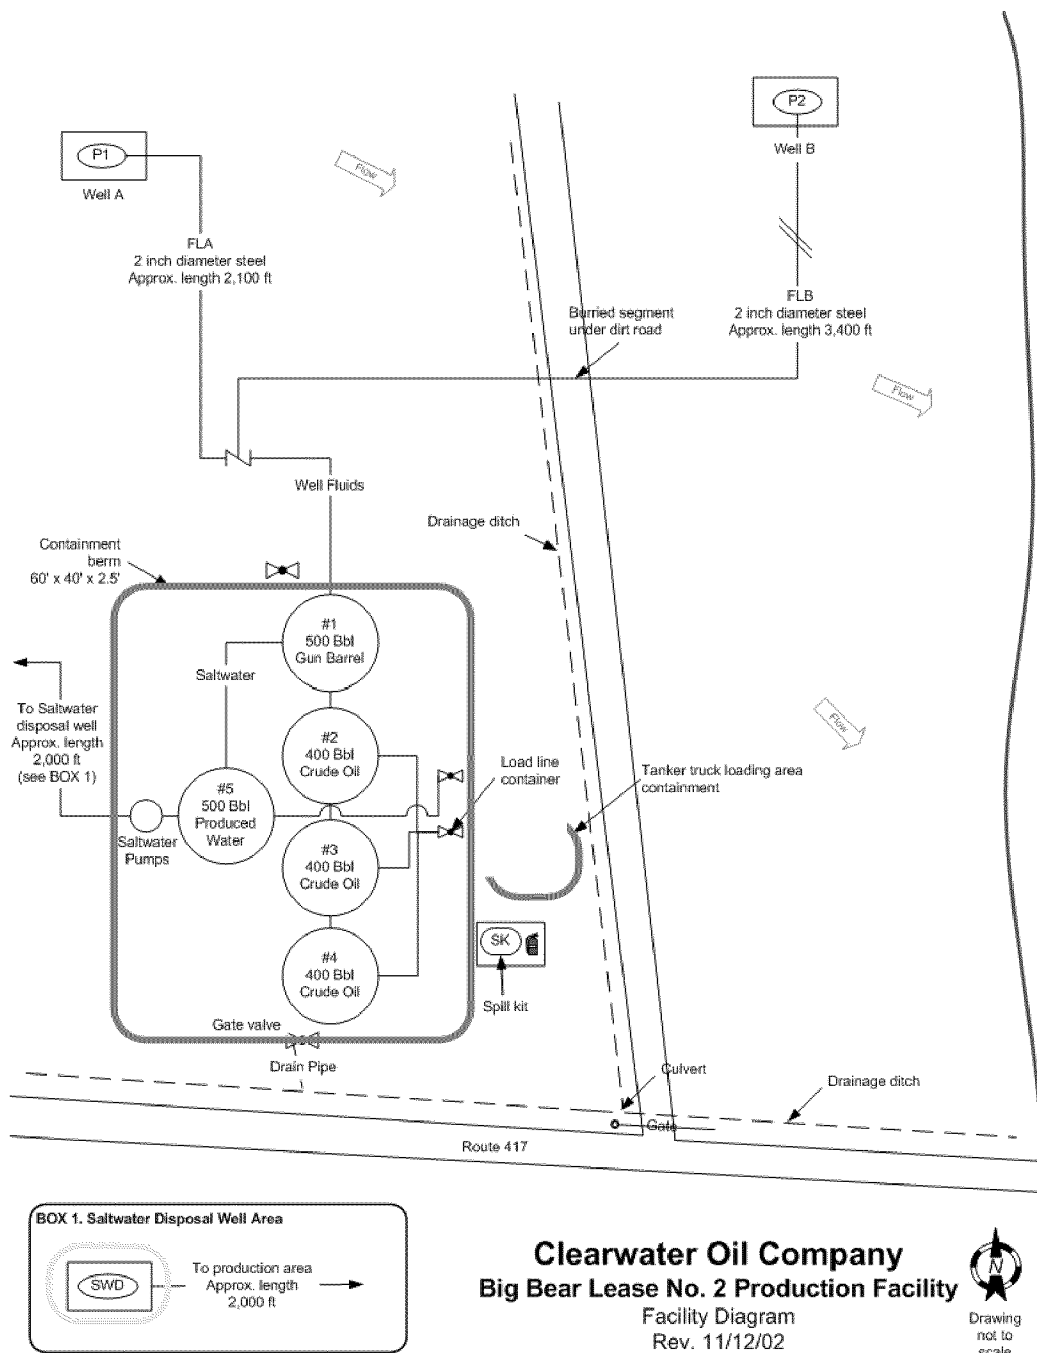 P2
Well B
P1
Well A
Flow
FLA
2 inch diameter steel
Approx. length 2,100 ft
FLB
2 inch diameter steel
Approx. length 3,400 ft
Burried segment
under dirt road
Flow
Well Fluids
Drainage ditch
Containment
berm
60' x 40' x 2.5'
#1
500 Bbl
Gun Barrel
Saltwater
To Saltwater
disposal well
Approx. length
2,000 ft
(see BOX 1)
#2
400 Bbl
Crude Oil
Flow
Load line
container
Tanker truck loading area
containment
#5
500 Bbl
Produced
Water
Saltwater
Pumps
#3
400 Bbl
Crude Oil
SK
#4
400 Bbl
Crude Oil
Spill kit
Gate valve
Drain Pipe
Culvert
Drainage ditch
Gate
Route 417
BOX 1. Saltwater Disposal Well Area
SWD
To production area
Approx. length
2,000 ft
Clearwater Oil Company
Big Bear Lease No. 2 Production Facility
Facility Diagram
Rev. 11/12/02
N
Drawing
not to
scale